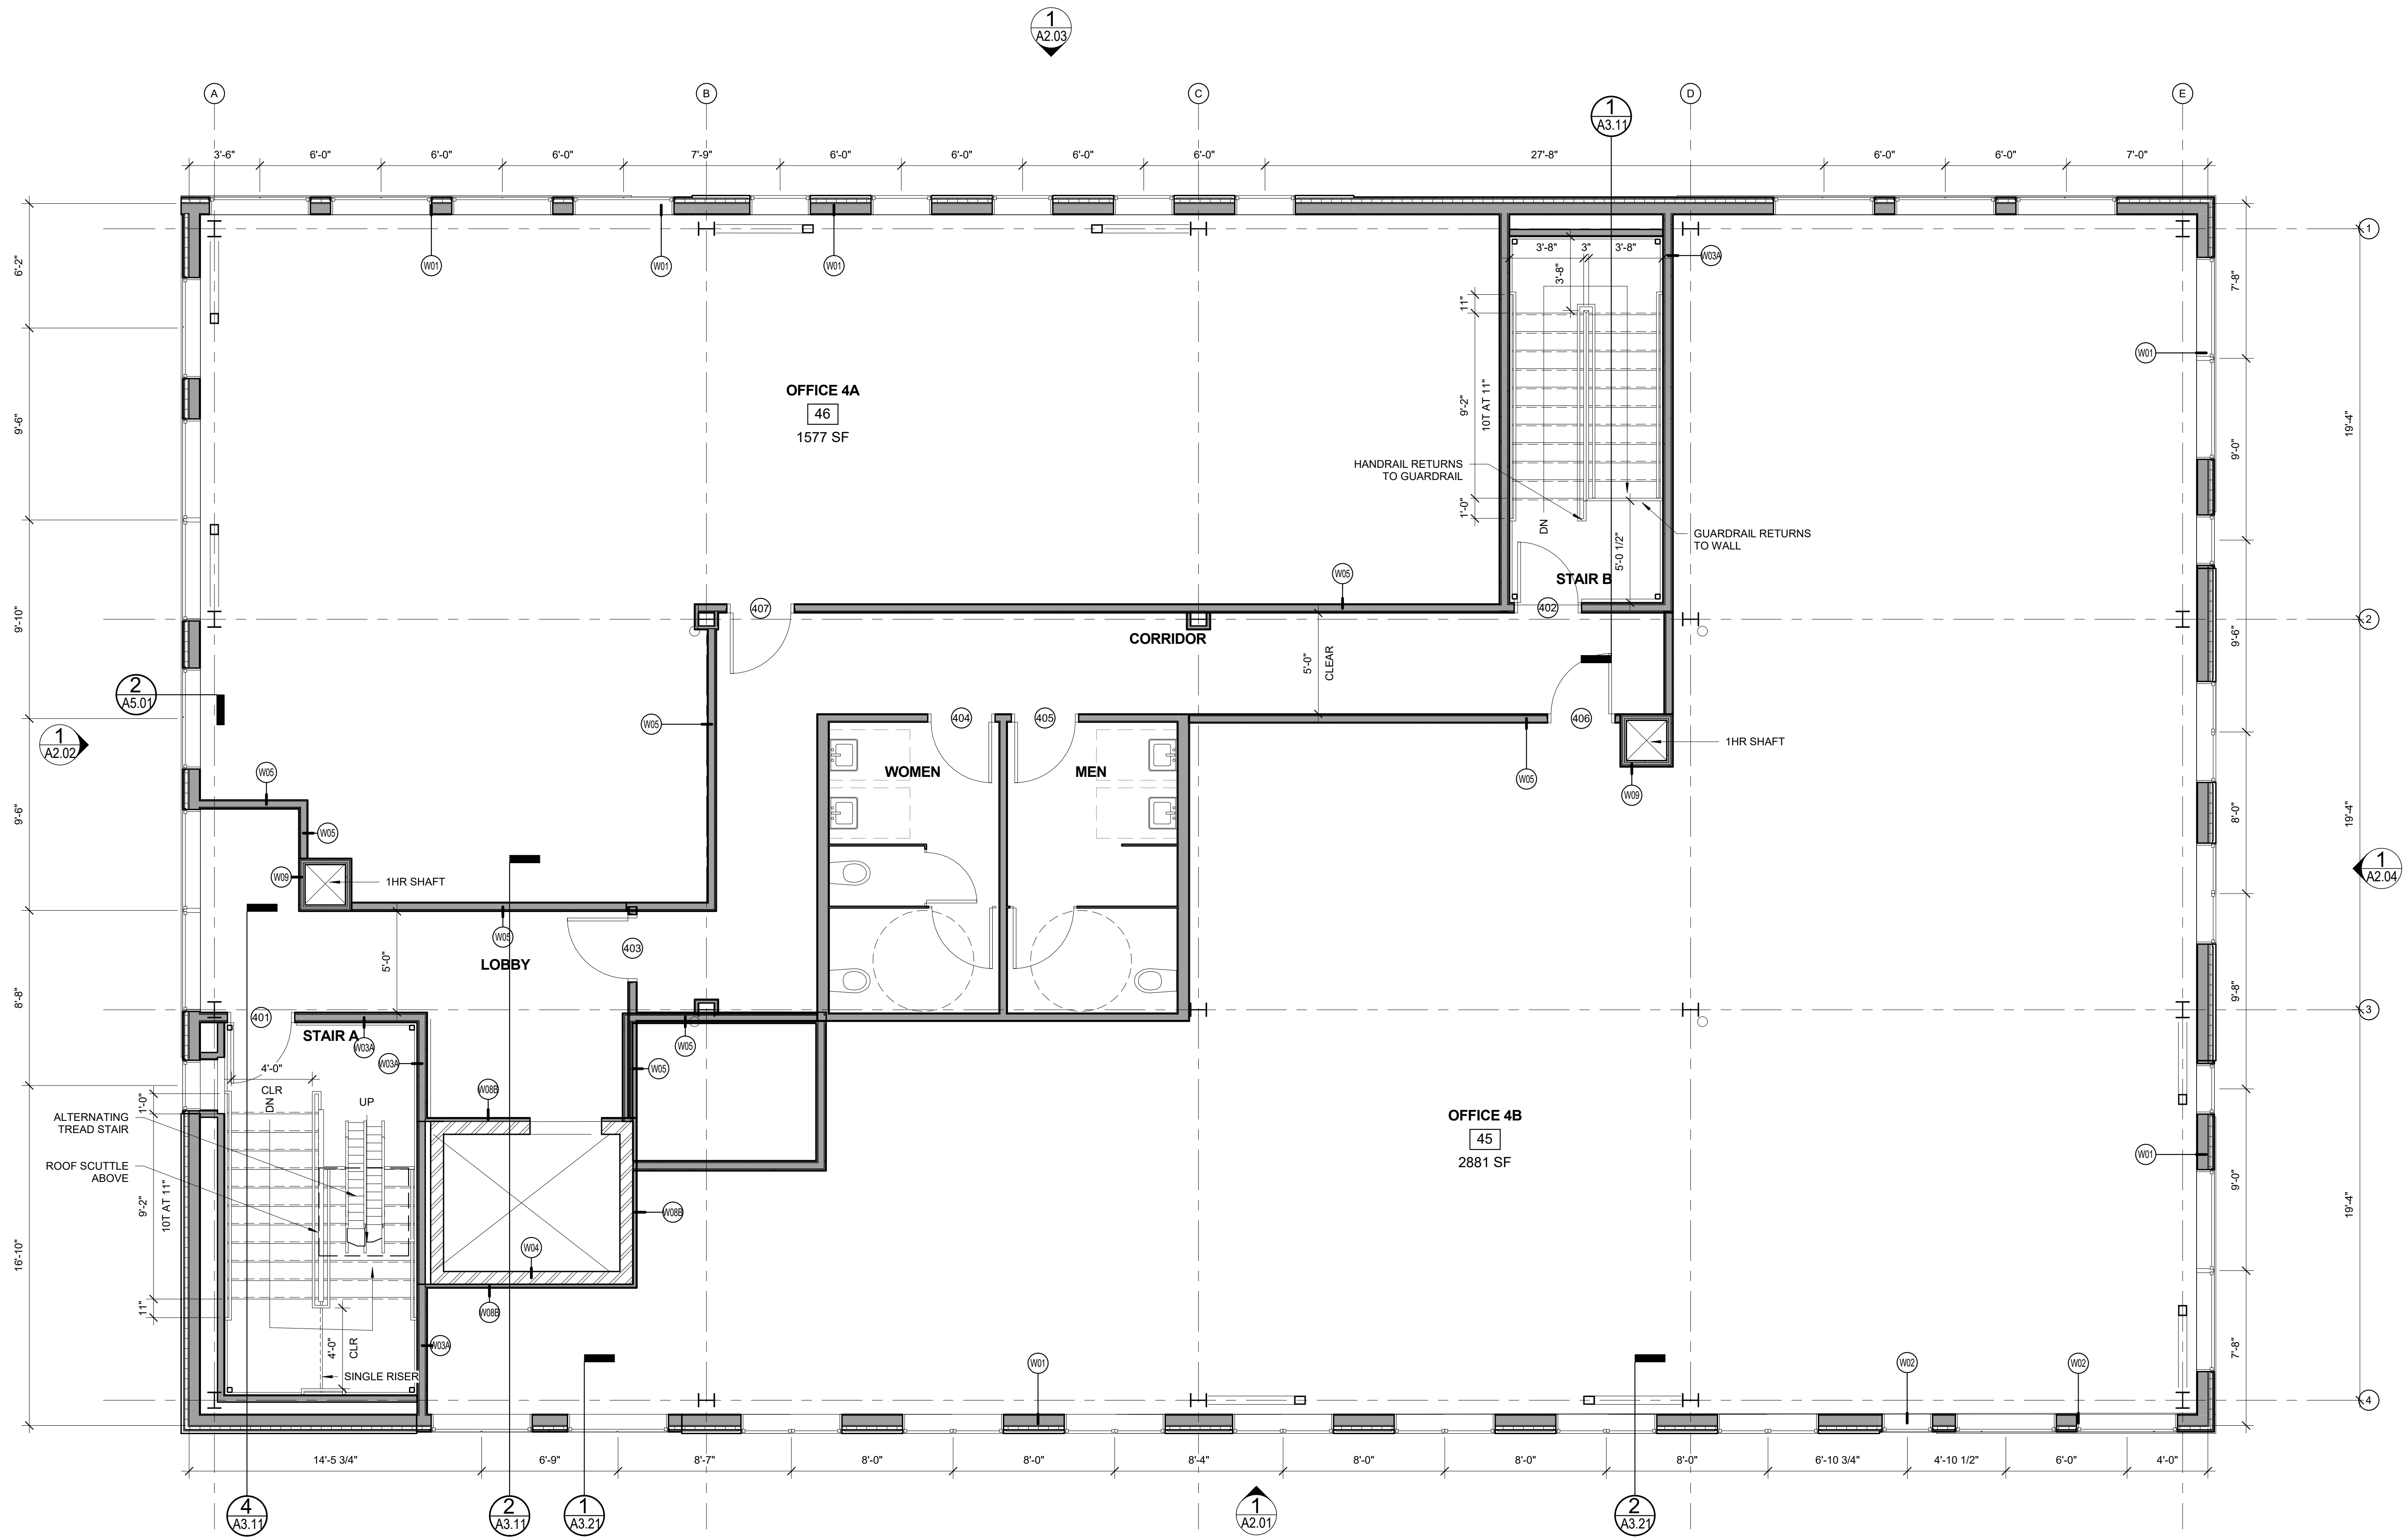 1
A2.03
A
B
C
D
E
1
A3.11
3'-6"
6'-0"
6'-0"
6'-0"
7'-9"
6'-0"
6'-0"
6'-0"
6'-0"
27'-8"
6'-0"
6'-0"
7'-0"
1
6'-2"
W01
W01
W01
3'-8"
3"
3'-8"
W03A
3'-8"
7'-8"
11"
W01
OFFICE 4A
46
1577 SF
9'-6"
9'-2"
10T AT 11"
19'-4"
9'-0"
HANDRAIL RETURNS
TO GUARDRAIL
1'-0"
DN
GUARDRAIL RETURNS
TO WALL
5'-0 1/2"
W05
STAIR B
407
402
2
9'-10"
CORRIDOR
9'-6"
5'-0"
CLEAR
2
A5.01
W05
404
405
406
1
A2.02
1HR SHAFT
W05
WOMEN
MEN
W05
W09
9'-6"
W05
8'-0"
19'-4"
W09
1HR SHAFT
1
A2.04
W05
403
5'-0"
LOBBY
8'-8"
9'-8"
401
3
STAIR A
W03A
W03A
W05
W05
4'-0"
CLR
DN
UP
W08B
1'-0"
ALTERNATING
TREAD STAIR
OFFICE 4B
45
2881 SF
W01
ROOF SCUTTLE
ABOVE
9'-2"
10T AT 11"
W08B
9'-0"
19'-4"
16'-10"
W04
11"
W08B
4'-0"
CLR
W03A
7'-8"
SINGLE RISER
W01
W02
W02
4
14'-5 3/4"
6'-9"
8'-7"
8'-0"
8'-0"
8'-4"
8'-0"
8'-0"
8'-0"
6'-10 3/4"
4'-10 1/2"
6'-0"
4'-0"
4
A3.11
2
A3.11
1
A3.21
1
A2.01
2
A3.21